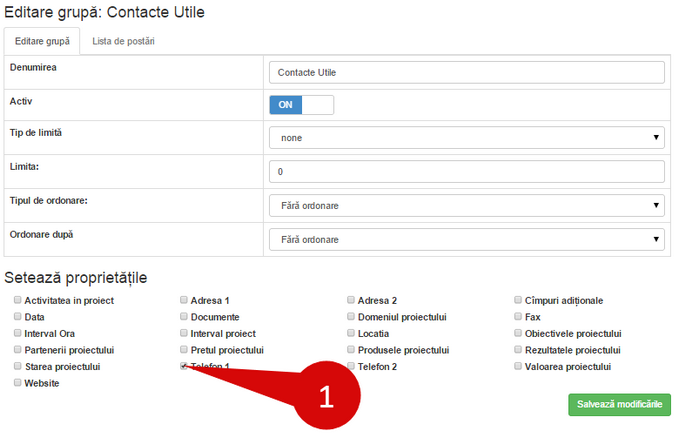 Editare grupă: Contacte Utile
Editare grupă Lista de postări
Denumirea Contacte Utile
Activ ON
Tip de limită none
Limita: 0
Tipul de ordonare: Fără ordonare
Ordonare după Fără ordonare
Setează proprietățile
Activitatea in proiect Adresa 1 Adresa 2 Cîmpuri adiționale
Data Documente Domeniul proiectului Fax
Interval Ora Interval proiect Locatia Obiectivele proiectului
Partenerii proiectului Pretul proiectului Produsele proiectului Rezultatele proiectului
Starea proiectului Telefon 1 Telefon 2 Valoarea proiectului
Website
1
Salvează modificările